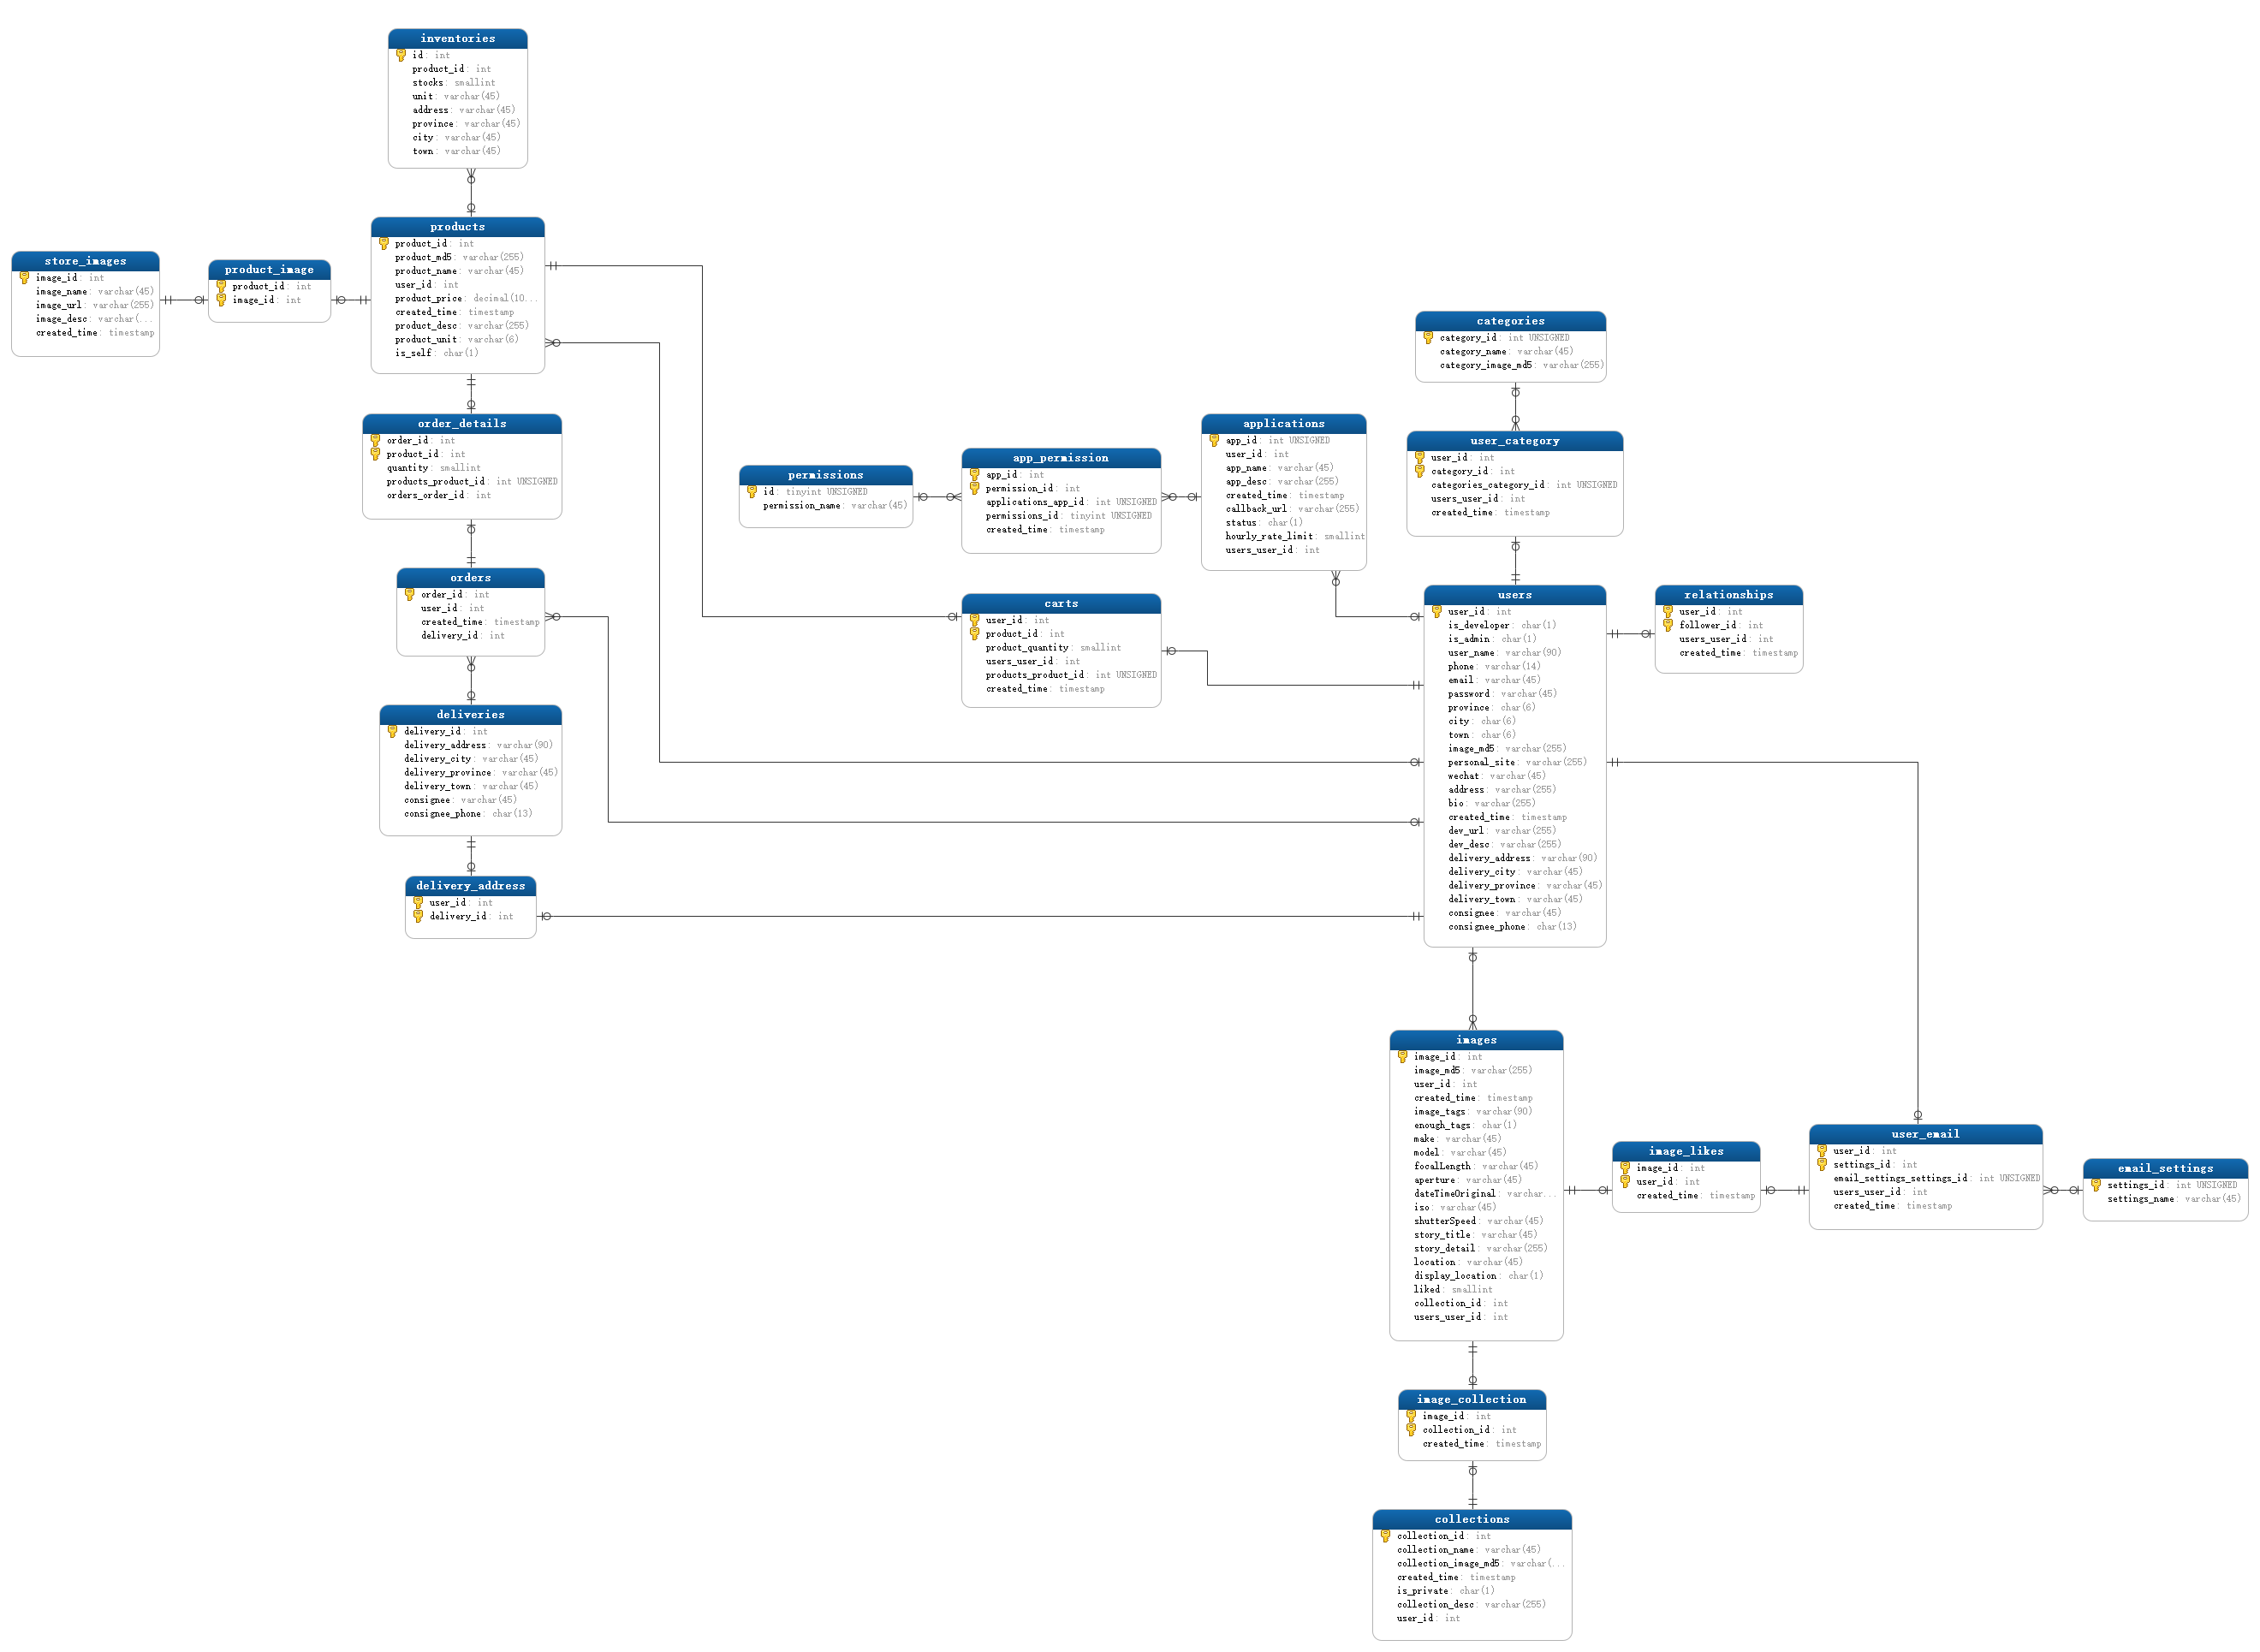 inventories
id: int
product_id: int
stocks: smallint
unit: varchar(45)
address: varchar(45)
province: varchar(45)
city: varchar(45)
town: varchar(45)
products
product_id: int
product_md5: varchar(255)
product_name: varchar(45)
user_id: int
product_price: decimal(10...
created_time: timestamp
product_desc: varchar(255)
product_unit: varchar(6)
is_self: char(1)
store_images
image_id: int
image_name: varchar(45)
image_url: varchar(255)
image_desc: varchar(...
created_time: timestamp
product_image
product_id: int
image_id: int
order_details
order_id: int
product_id: int
quantity: smallint
products_product_id: int UNSIGNED
orders_order_id: int
orders
order_id: int
user_id: int
created_time: timestamp
delivery_id: int
deliveries
delivery_id: int
delivery_address: varchar(90)
delivery_city: varchar(45)
delivery_province: varchar(45)
delivery_town: varchar(45)
consignee: varchar(45)
consignee_phone: char(13)
delivery_address
user_id: int
delivery_id: int
permissions
id: tinyint UNSIGNED
permission_name: varchar(45)
app_permission
app_id: int
permission_id: int
applications_app_id: int UNSIGNED
permissions_id: tinyint UNSIGNED
created_time: timestamp
applications
app_id: int UNSIGNED
user_id: int
app_name: varchar(45)
app_desc: varchar(255)
created_time: timestamp
callback_url: varchar(255)
status: char(1)
hourly_rate_limit: smallint
users_user_id: int
carts
user_id: int
product_id: int
product_quantity: smallint
users_user_id: int
products_product_id: int UNSIGNED
created_time: timestamp
categories
category_id: int UNSIGNED
category_name: varchar(45)
category_image_md5: varchar(255)
user_category
user_id: int
category_id: int
categories_category_id: int UNSIGNED
users_user_id: int
created_time: timestamp
users
user_id: int
is_developer: char(1)
is_admin: char(1)
user_name: varchar(90)
phone: varchar(14)
email: varchar(45)
password: varchar(45)
province: char(6)
city: char(6)
town: char(6)
image_md5: varchar(255)
personal_site: varchar(255)
wechat: varchar(45)
address: varchar(255)
bio: varchar(255)
created_time: timestamp
dev_url: varchar(255)
dev_desc: varchar(255)
delivery_address: varchar(90)
delivery_city: varchar(45)
delivery_province: varchar(45)
delivery_town: varchar(45)
consignee: varchar(45)
consignee_phone: char(13)
relationships
user_id: int
follower_id: int
users_user_id: int
created_time: timestamp
images
image_id: int
image_md5: varchar(255)
user_id: int
created_time: timestamp
image_tags: varchar(90)
enough_tags: char(1)
make: varchar(45)
model: varchar(45)
focalLength: varchar(45)
aperture: varchar(45)
dateTimeOriginal: varchar...
iso: varchar(45)
shutterSpeed: varchar(45)
story_title: varchar(45)
story_detail: varchar(255)
location: varchar(45)
display_location: char(1)
liked: smallint
collection_id: int
users_user_id: int
image_likes
image_id: int
user_id: int
created_time: timestamp
user_email
user_id: int
settings_id: int
email_settings_settings_id: int UNSIGNED
users_user_id: int
created_time: timestamp
email_settings
settings_id: int UNSIGNED
settings_name: varchar(45)
image_collection
image_id: int
collection_id: int
created_time: timestamp
collections
collection_id: int
collection_name: varchar(45)
collection_image_md5: varchar(...
created_time: timestamp
is_private: char(1)
collection_desc: varchar(255)
user_id: int